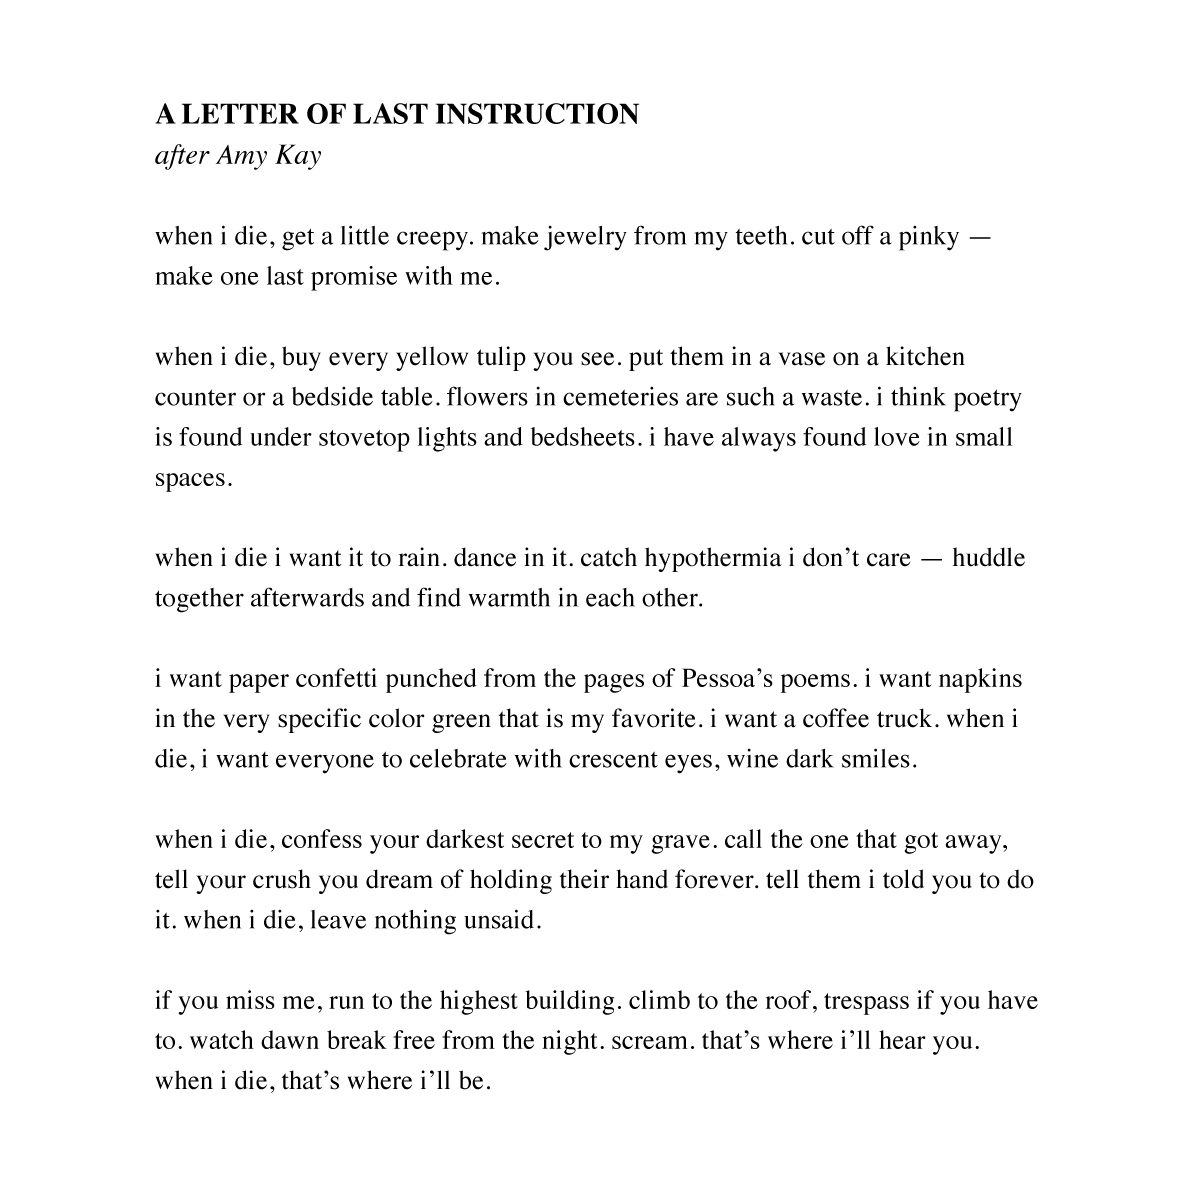 A LETTER OF LAST INSTRUCTION
after Amy Kay
when i die, get a little creepy. make jewelry from my teeth. cut off a pinky —
make one last promise with me.
when i die, buy every yellow tulip you see. put them in a vase on a kitchen
counter or a bedside table. flowers in cemeteries are such a waste. i think poetry
is found under stovetop lights and bedsheets. i have always found love in small
spaces.
when i die i want it to rain. dance in it. catch hypothermia i don’t care — huddle
together afterwards and find warmth in each other.
i want paper confetti punched from the pages of Pessoa’s poems. i want napkins
in the very specific color green that is my favorite. i want a coffee truck. when i
die, i want everyone to celebrate with crescent eyes, wine dark smiles.
when i die, confess your darkest secret to my grave. call the one that got away,
tell your crush you dream of holding their hand forever. tell them i told you to do
it. when i die, leave nothing unsaid.
if you miss me, run to the highest building. climb to the roof, trespass if you have
to. watch dawn break free from the night. scream. that’s where i’ll hear you.
when i die, that’s where i’ll be.